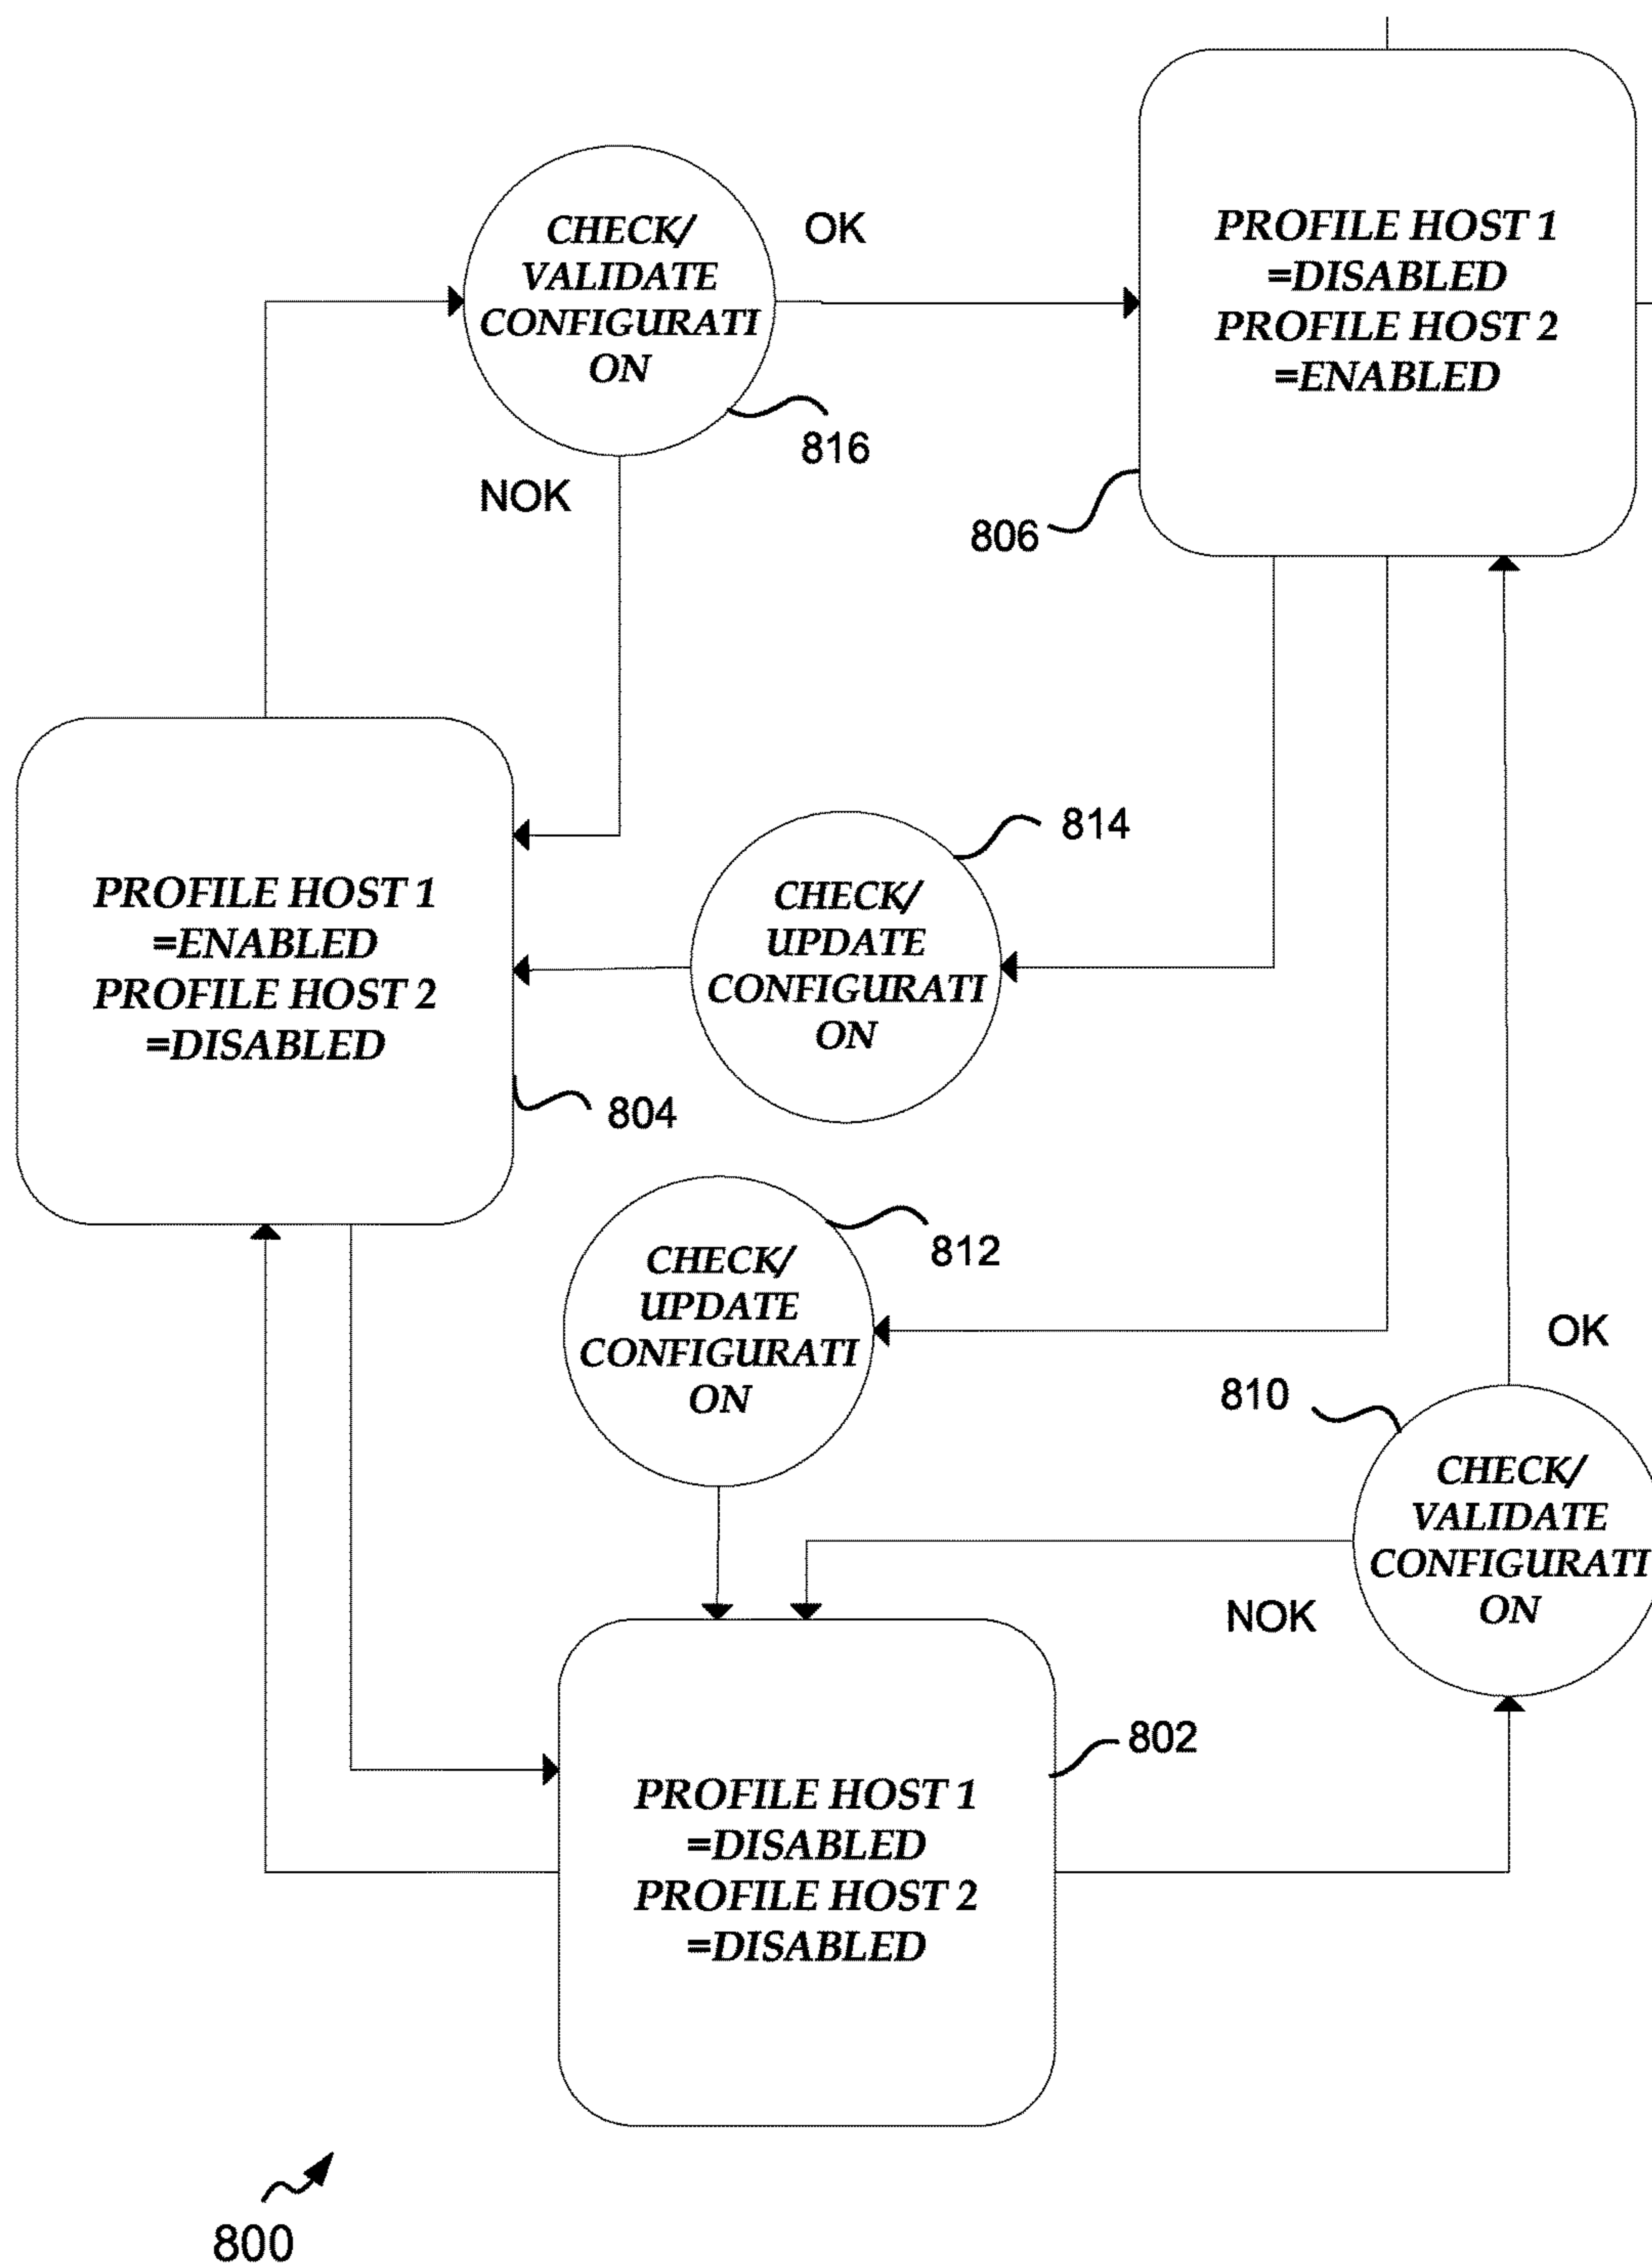 CHECK/
VALIDATE
CONFIGURATI
ON
OK
816
NOK
PROFILE HOST 1
=DISABLED
PROFILE HOST 2
=ENABLED
806
PROFILE HOST 1
=ENABLED
PROFILE HOST 2
=DISABLED
804
CHECK/
UPDATE
CONFIGURATI
ON
814
CHECK/
UPDATE
CONFIGURATI
ON
812
OK
810
CHECK/
VALIDATE
CONFIGURATI
ON
NOK
PROFILE HOST 1
=DISABLED
PROFILE HOST 2
=DISABLED
802
800